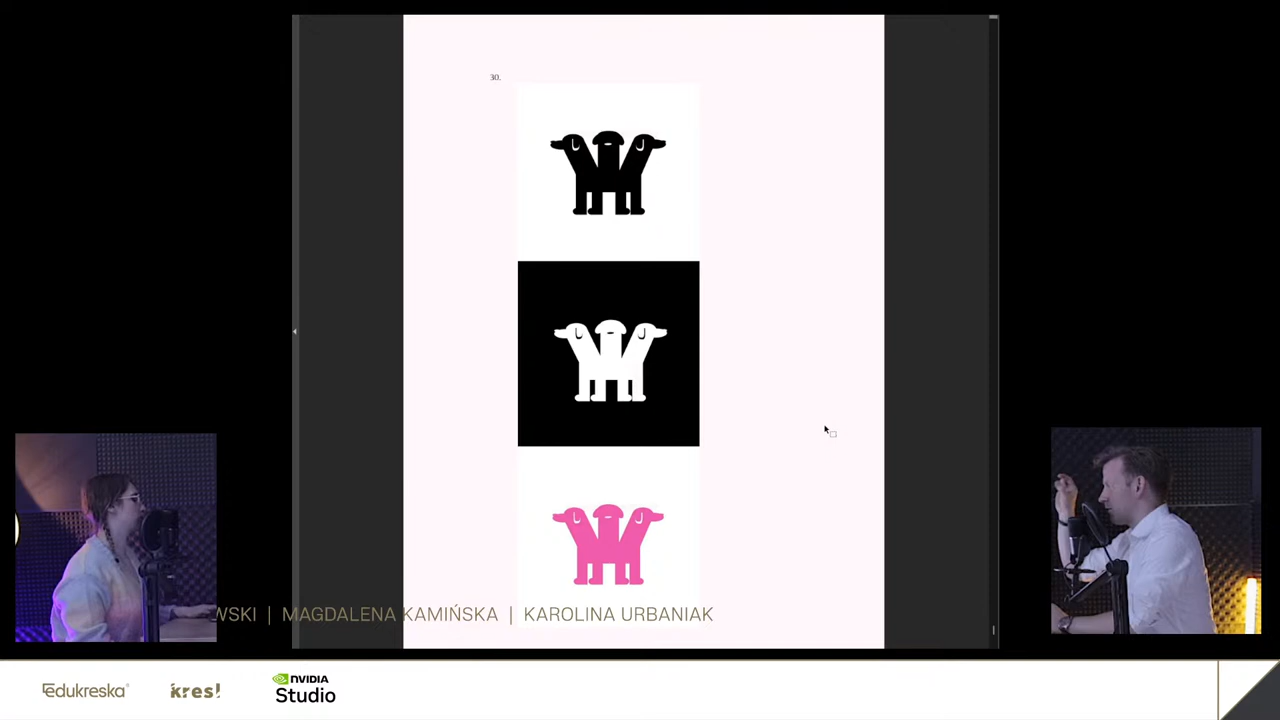 30.
WSKI | MAGDALENA KAMIŃSKA | KAROLINA URBANIAK
Edukreska
kres!
NVIDIA
Studio